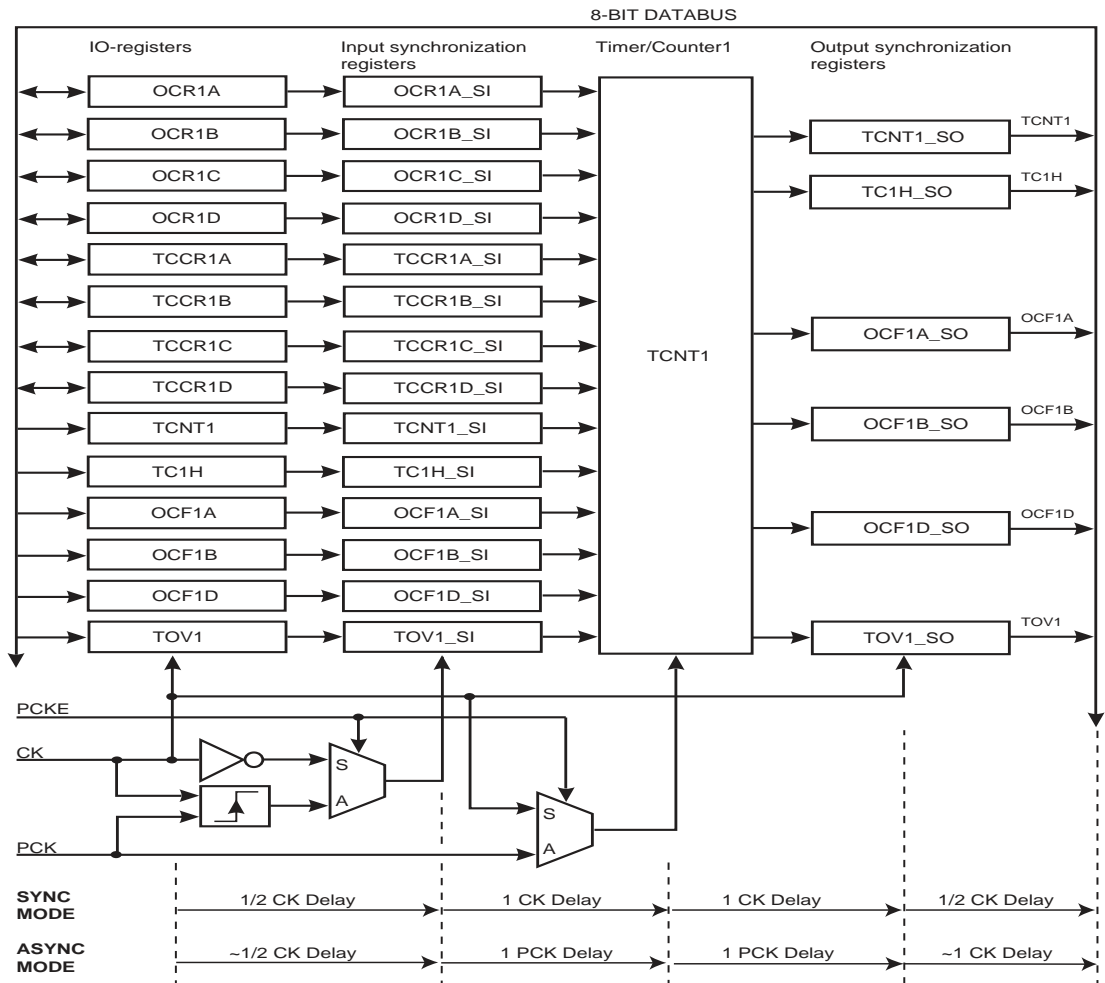 8-BIT DATABUS
IO-registers
Input synchronization
registers
Timer/Counter1
Output synchronization
registers
OCR1A
OCR1A_SI
OCR1B
OCR1B_SI
TCNT1_SO
TCNT1
OCR1C
OCR1C_SI
TC1H_SO
TC1H
OCR1D
OCR1D_SI
TCCR1A
TCCR1A_SI
TCCR1B
TCCR1B_SI
OCF1A_SO
OCF1A
TCCR1C
TCCR1C_SI
TCNT1
TCCR1D
TCCR1D_SI
TCNT1
TCNT1_SI
OCF1B_SO
OCF1B
TC1H
TC1H_SI
OCF1A
OCF1A_SI
OCF1D_SO
OCF1D
OCF1B
OCF1B_SI
OCF1D
OCF1D_SI
TOV1
TOV1_SI
TOV1_SO
TOV1
PCKE
CK
S
A
S
A
PCK
SYNC
MODE
1/2 CK Delay
1 CK Delay
1 CK Delay
1/2 CK Delay
ASYNC
MODE
~1/2 CK Delay
1 PCK Delay
1 PCK Delay
~1 CK Delay